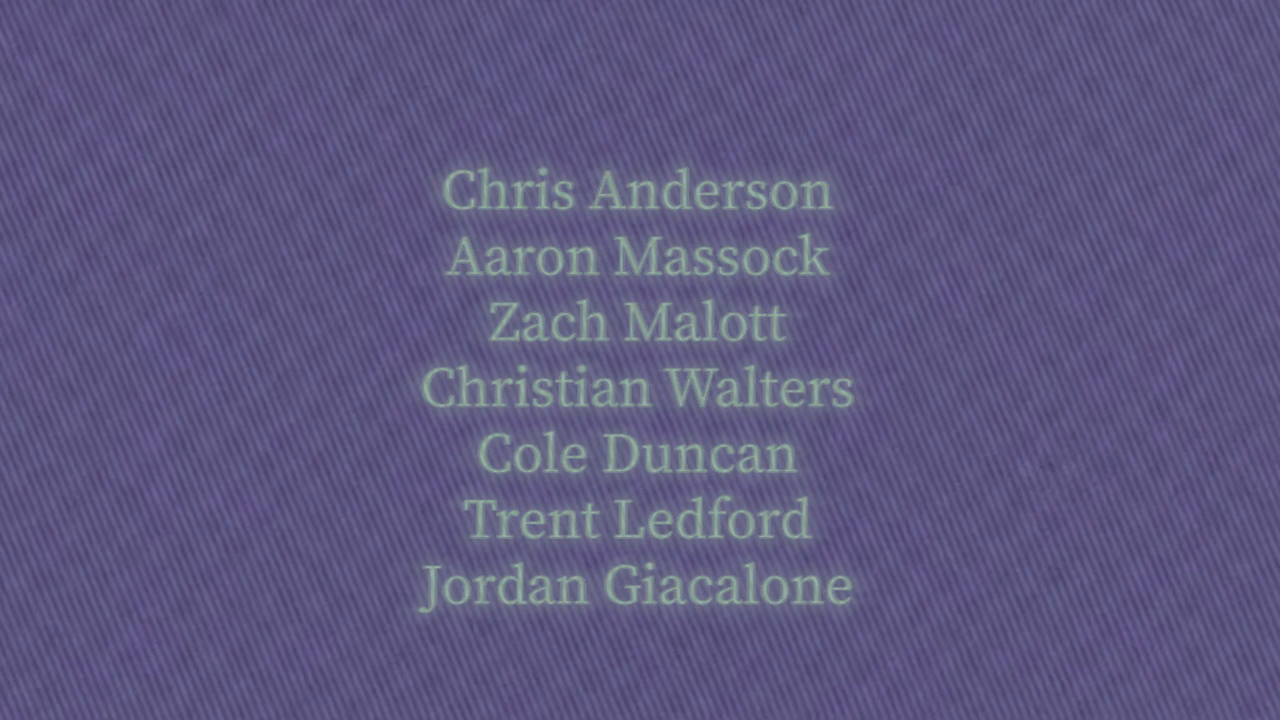 Chris Anderson
Aaron Massock
Zach Malott
Christian Walters
Cole Duncan
Trent Ledford
Jordan Giacalone